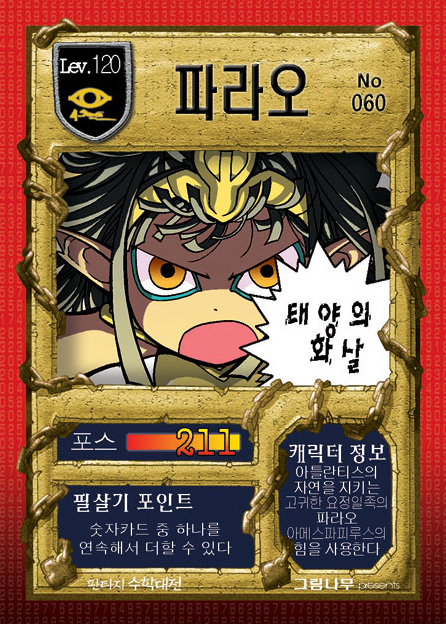 Lev.120
파라오
No
060
태양의
화살
포스 211
필살기 포인트
숫자카드 중 하나를
연속해서 더할 수 있다
캐릭터 정보
아틀란티스의
자연을 지키는
고귀한 요정일족의
파라오
아메스파피루스의
힘을 사용한다
판타지 수학대전
그림나무 presents